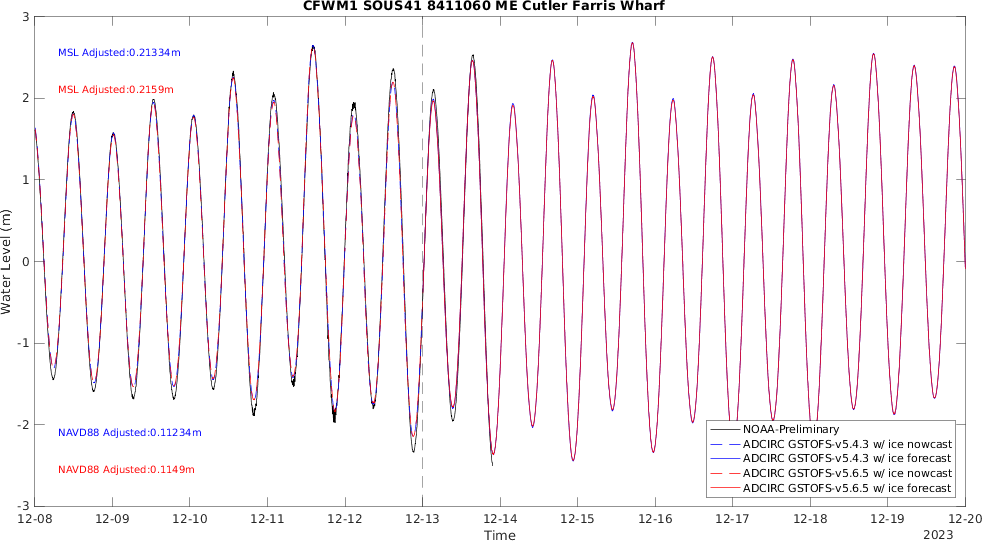 CFWM1 SOUS41 8411060 ME Cutler Farris Wharf
3
MSL Adjusted:0.21334m
MSL Adjusted:0.2159m
2
1
Water Level (m)
0
-1
-2
NAVD88 Adjusted:0.11234m
NAVD88 Adjusted:0.1149m
NOAA-Preliminary
ADCIRC GSTOFS-v5.4.3 w/ ice nowcast
ADCIRC GSTOFS-v5.4.3 w/ ice forecast
ADCIRC GSTOFS-v5.6.5 w/ ice nowcast
ADCIRC GSTOFS-v5.6.5 w/ ice forecast
-3
12-08 12-09 12-10 12-11 12-12 12-13 12-14 12-15 12-16 12-17 12-18 12-19 12-20
Time
2023